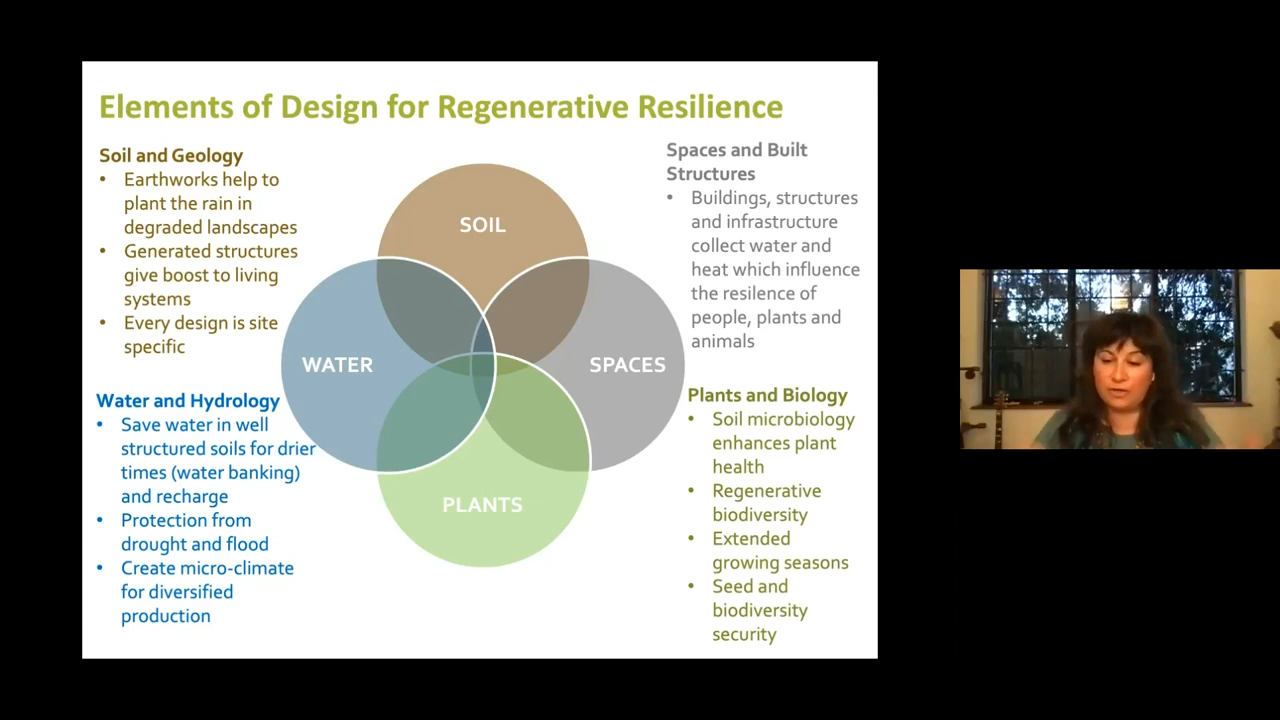 Elements of Design for Regenerative Resilience
Soil and Geology
• Earthworks help to
plant the rain in
degraded landscapes
• Generated structures
give boost to living
systems
• Every design is site
specific
Water and Hydrology
• Save water in well
structured soils for drier
times (water banking)
and recharge
• Protection from
drought and flood
• Create micro-climate
for diversified
production
SOIL
WATER
SPACES
PLANTS
Spaces and Built
Structures
• Buildings, structures
and infrastructure
collect water and
heat which influence
the resilence of
people, plants and
animals
Plants and Biology
• Soil microbiology
enhances plant
health
• Regenerative
biodiversity
• Extended
growing seasons
• Seed and
biodiversity
security